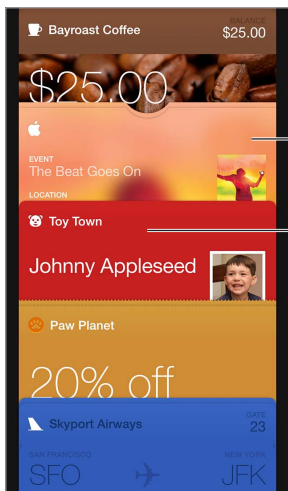 BALANCE
Bayroast Coffee $25.00
$25.00
EVENT
The Beat Goes On
LOCATION
Toy Town
Johnny Appleseed
Paw Planet
20% off
GATE
Skyport Airways 23
SAN FRANCISCO NEW YORK
SFO JFK